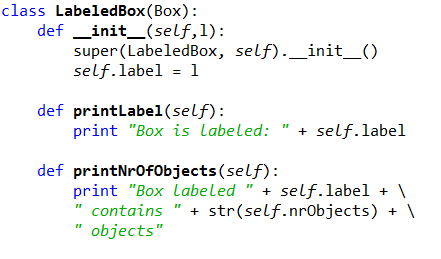 class LabeledBox(Box):
    def __init__(self,l):
        super(LabeledBox, self).__init__()
        self.label = l
    def printLabel(self):
        print "Box is labeled: " + self.label
    def printNrOfObjects(self):
        print "Box labeled " + self.label + \
        " contains " + str(self.nrObjects) + \
        " objects"